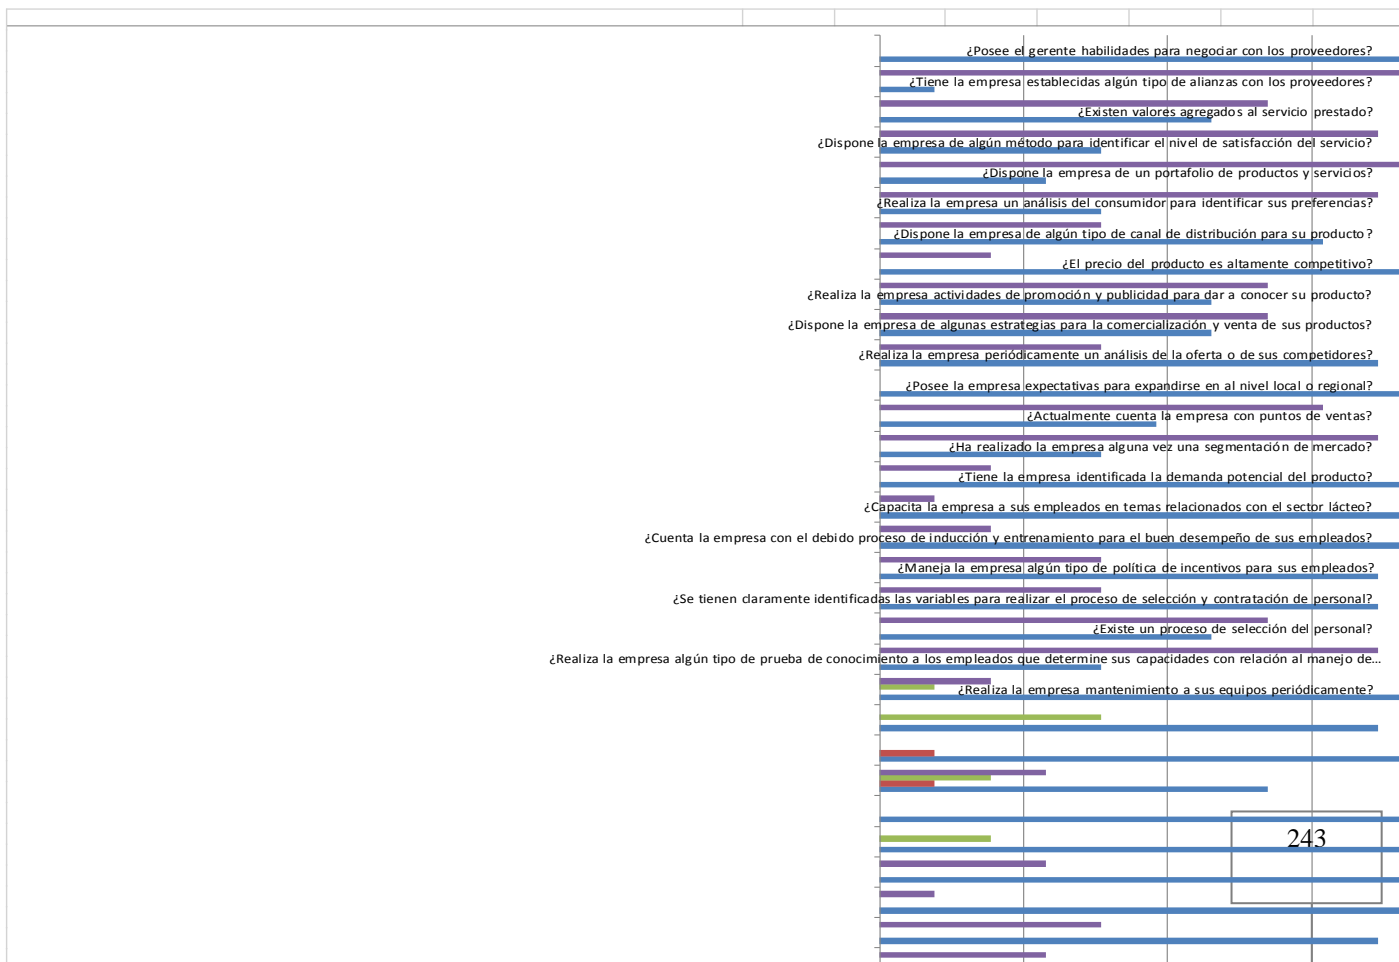 ¿Posee el gerente habilidades para negociar con los proveedores?
¿Tiene la empresa establecidas algún tipo de alianzas con los proveedores?
¿Existen valores agregados al servicio prestado?
¿Dispone la empresa de algún método para identificar el nivel de satisfacción del servicio?
¿Dispone la empresa de un portafolio de productos y servicios?
¿Realiza la empresa un análisis del consumidor para identificar sus preferencias?
¿Dispone la empresa de algún tipo de canal de distribución para su producto?
¿El precio del producto es altamente competitivo?
¿Realiza la empresa actividades de promoción y publicidad para dar a conocer su producto?
¿Dispone la empresa de algunas estrategias para la comercialización y venta de sus productos?
¿Realiza la empresa periódicamente un análisis de la oferta o de sus competidores?
¿Posee la empresa expectativas para expandirse en al nivel local o regional?
¿Actualmente cuenta la empresa con puntos de ventas?
¿Ha realizado la empresa alguna vez una segmentación de mercado?
¿Tiene la empresa identificada la demanda potencial del producto?
¿Capacita la empresa a sus empleados en temas relacionados con el sector lácteo?
¿Cuenta la empresa con el debido proceso de inducción y entrenamiento para el buen desempeño de sus empleados?
¿Maneja la empresa algún tipo de política de incentivos para sus empleados?
¿Se tienen claramente identificadas las variables para realizar el proceso de selección y contratación de personal?
¿Existe un proceso de selección del personal?
¿Realiza la empresa algún tipo de prueba de conocimiento a los empleados que determine sus capacidades con relación al manejo de...
¿Realiza la empresa mantenimiento a sus equipos periódicamente?
243